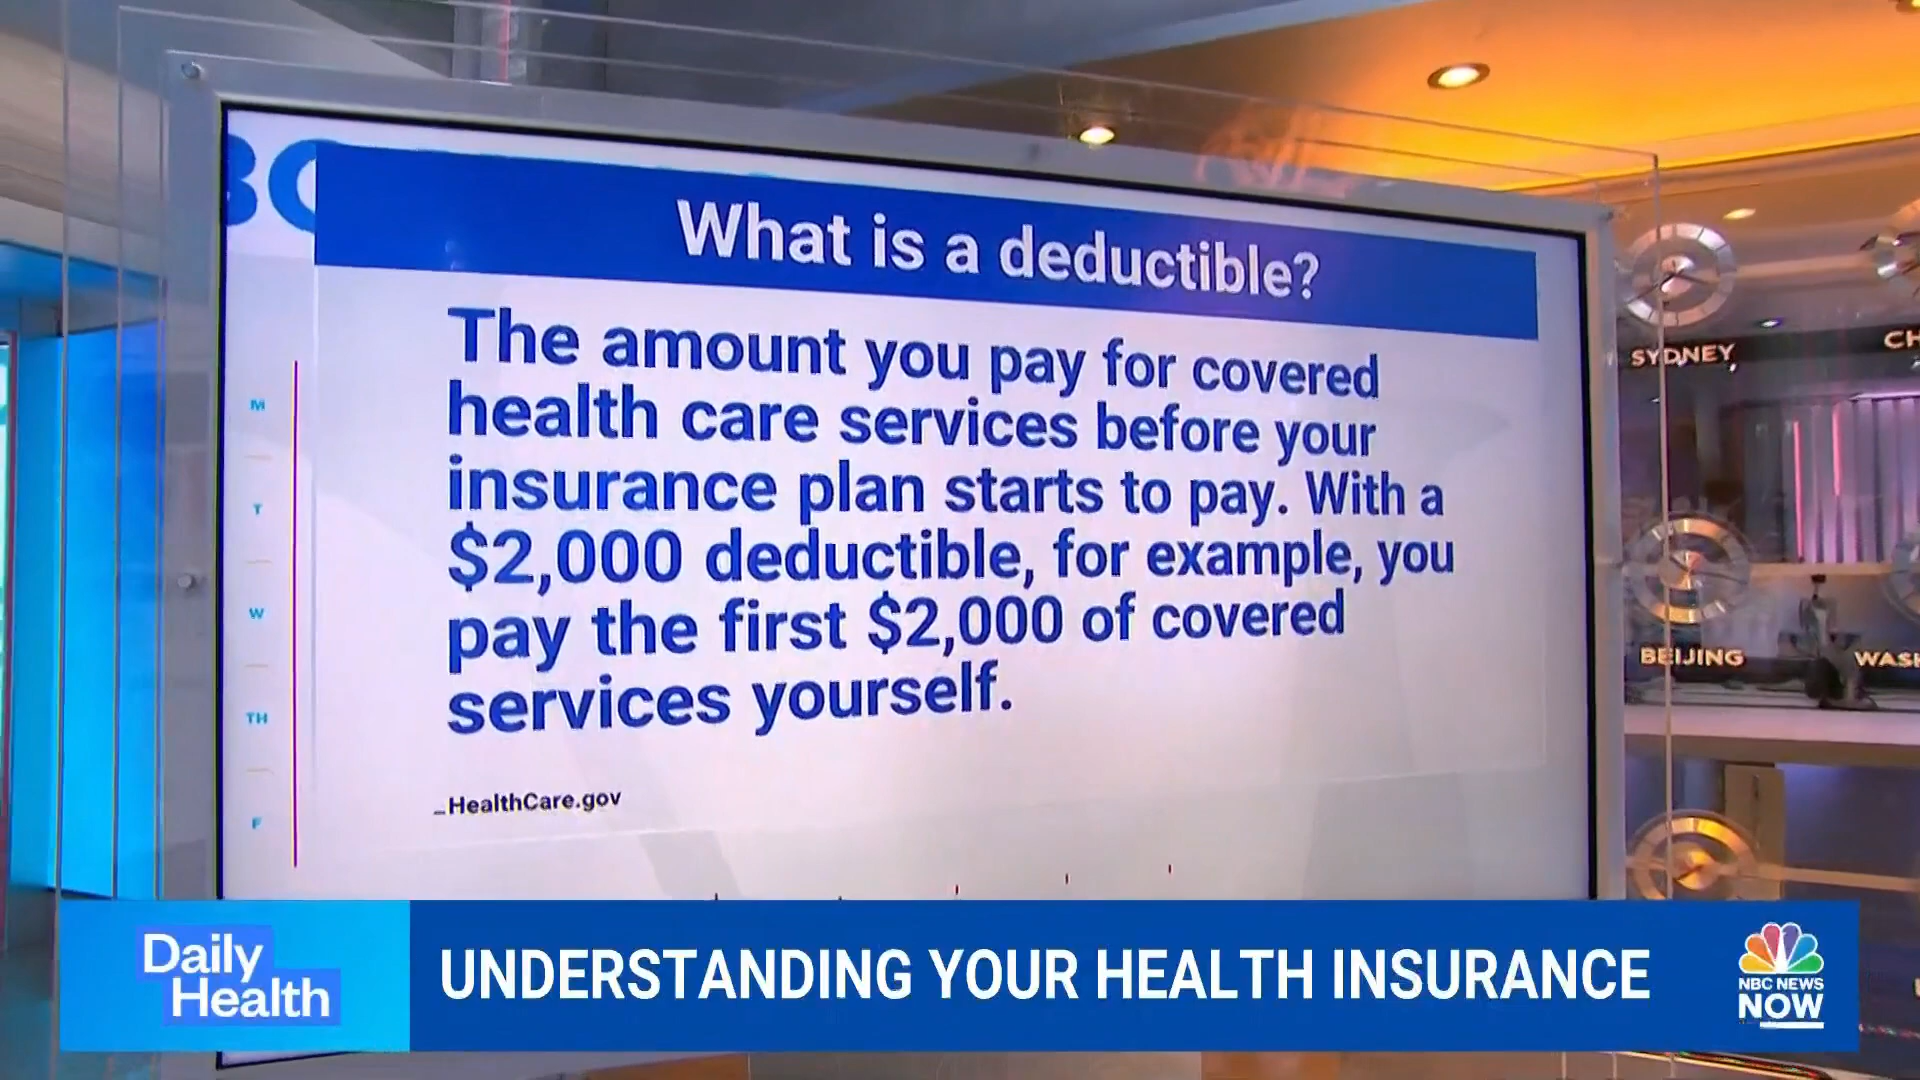 What is a deductible?
The amount you pay for covered
health care services before your
insurance plan starts to pay. With a
$2,000 deductible, for example, you
pay the first $2,000 of covered
services yourself.
HealthCare.gov
M
T
W
TH
F
SYDNEY
BEIJING
Daily
Health
UNDERSTANDING YOUR HEALTH INSURANCE
NBC NEWS
NOW